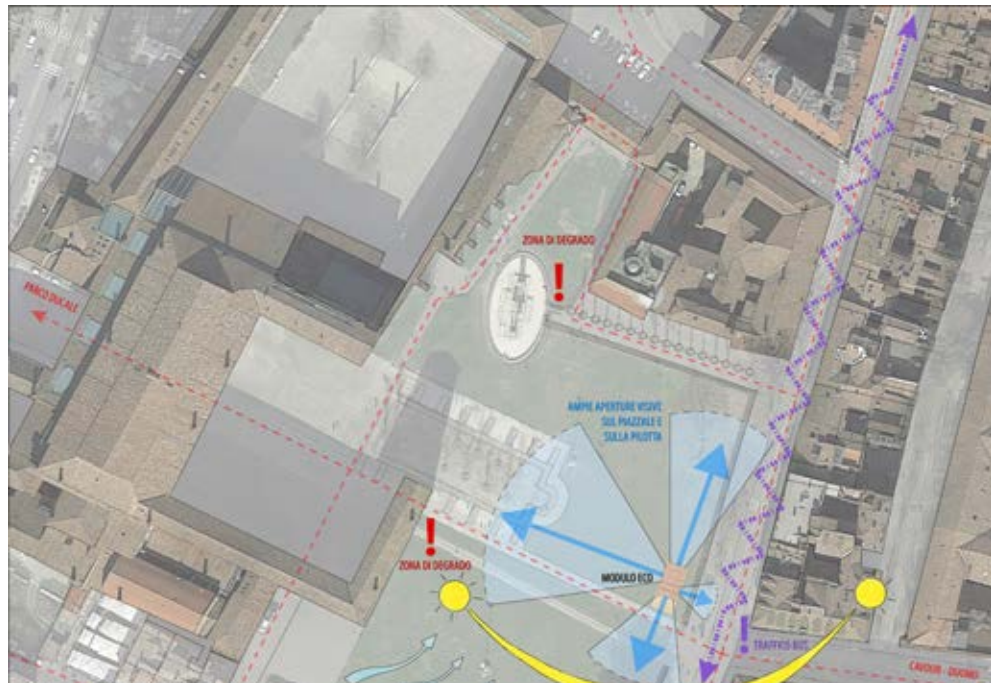 ZONA DI DEGRADO
PARCO DUCALE
AMPIE APERTURE VISIVE
SUL PIAZZALE E
SULLA PILOTTA
ZONA DI DEGRADO
MODULO ECO
TRAFFICO BUS
CAVOUR - DUOMO